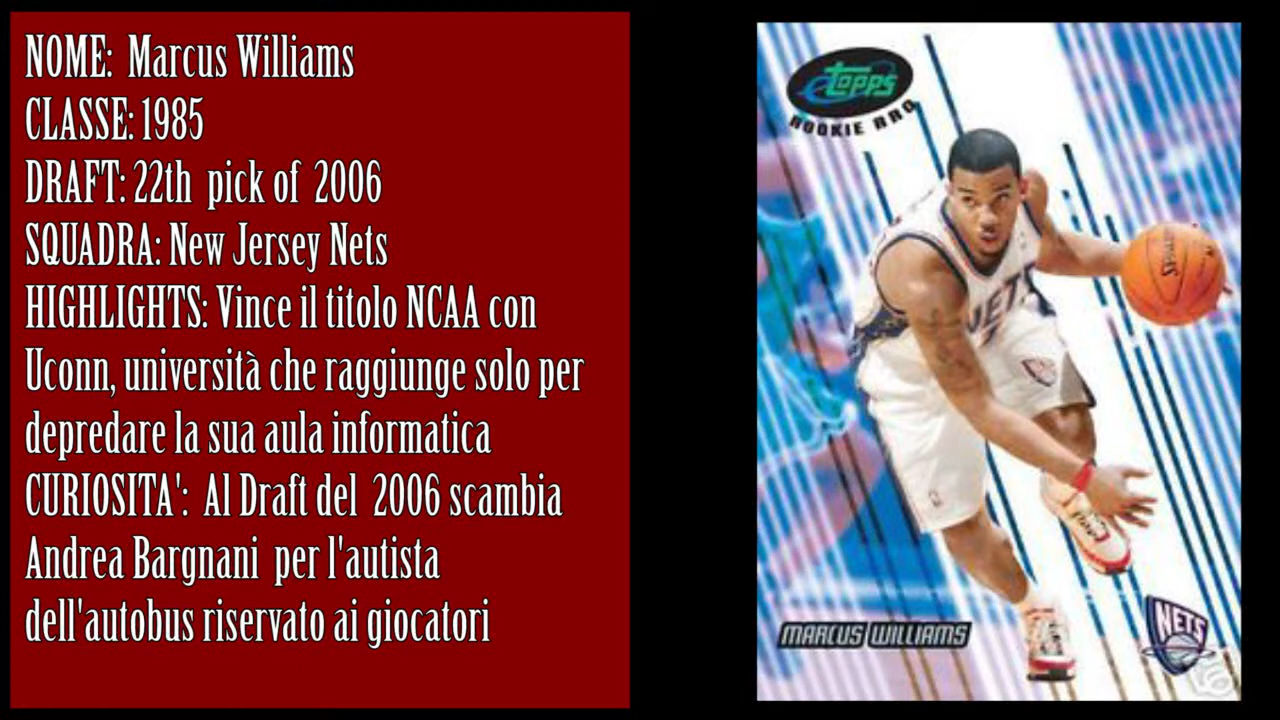 NOME: Marcus Williams
CLASSE: 1985
DRAFT: 22th pick of 2006
SQUADRA: New Jersey Nets
HIGHLIGHTS: Vince il titolo NCAA con
Uconn, università che raggiunge solo per
depredare la sua aula informatica
CURIOSITA': Al Draft del 2006 scambia
Andrea Bargnani per l'autista
dell'autobus riservato ai giocatori
topps
ROOKIE
NETS
SPALDING
MARCUS WILLIAMS
NETS